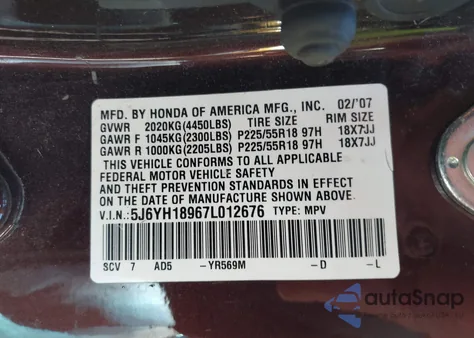 MFD. BY HONDA OF AMERICA MFG., INC. 02/'07
GVWR 2020KG(4450LBS) TIRE SIZE RIM SIZE
GAWR F 1045KG(2300LBS) P225/55R18 97H 18X7JJ
GAWR R 1000KG(2205LBS) P225/55R18 97H 18X7JJ
THIS VEHICLE CONFORMS TO ALL APPLICABLE
FEDERAL MOTOR VEHICLE SAFETY
AND THEFT PREVENTION STANDARDS IN EFFECT
ON THE DATE OF MANUFACTURE SHOWN ABOVE.
V.I.N.:5J6YH18967L012676 TYPE: MPV
SCV 7 AD5 -YR569M -D -L
autoSnap